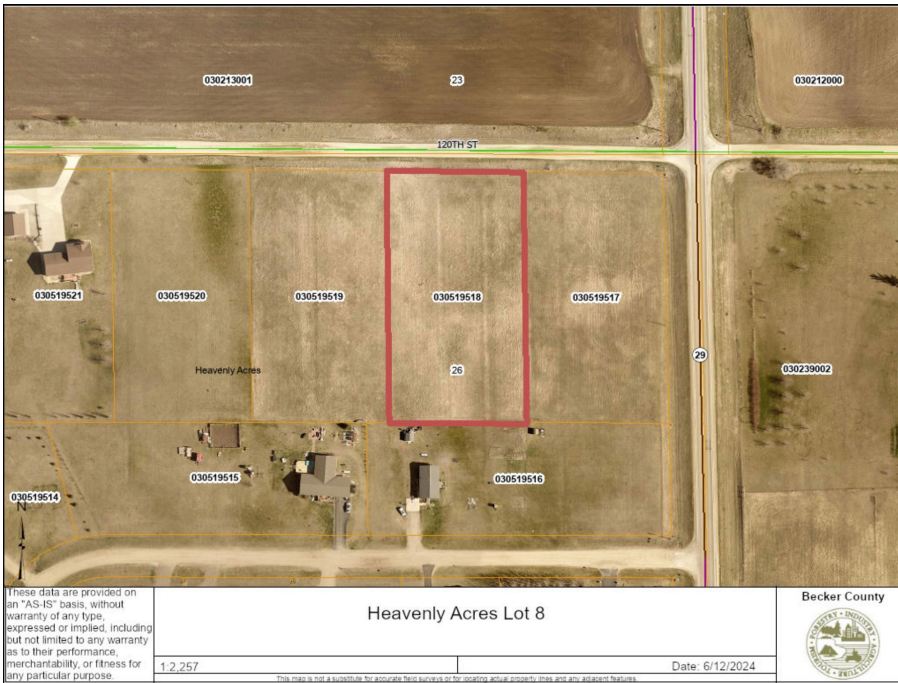 030213001
23
030212000
120TH ST
030519521
030519520
030519519
030519518
030519517
29
Heavenly Acres
26
030239002
030519515
030519516
030519514
N
These data are provided on
an "AS-IS" basis, without
warranty of any type,
expressed or implied, including
but not limited to any warranty
as to their performance,
merchantability, or fitness for
any particular purpose.
Heavenly Acres Lot 8
1:2,257
Date: 6/12/2024
This map is not a substitute for accurate field surveys or for locating actual property lines and any adjacent features.
Becker County
FORESTRY • INDUSTRY • AGRICULTURE • TOURISM